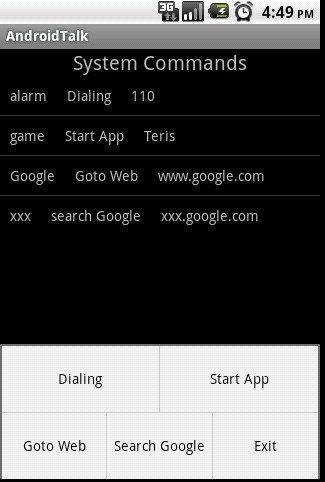 3G 4:49 PM
AndroidTalk
System Commands
alarm Dialing 110
game Start App Teris
Google Goto Web www.google.com
xxx search Google xxx.google.com
Dialing Start App
Goto Web Search Google Exit